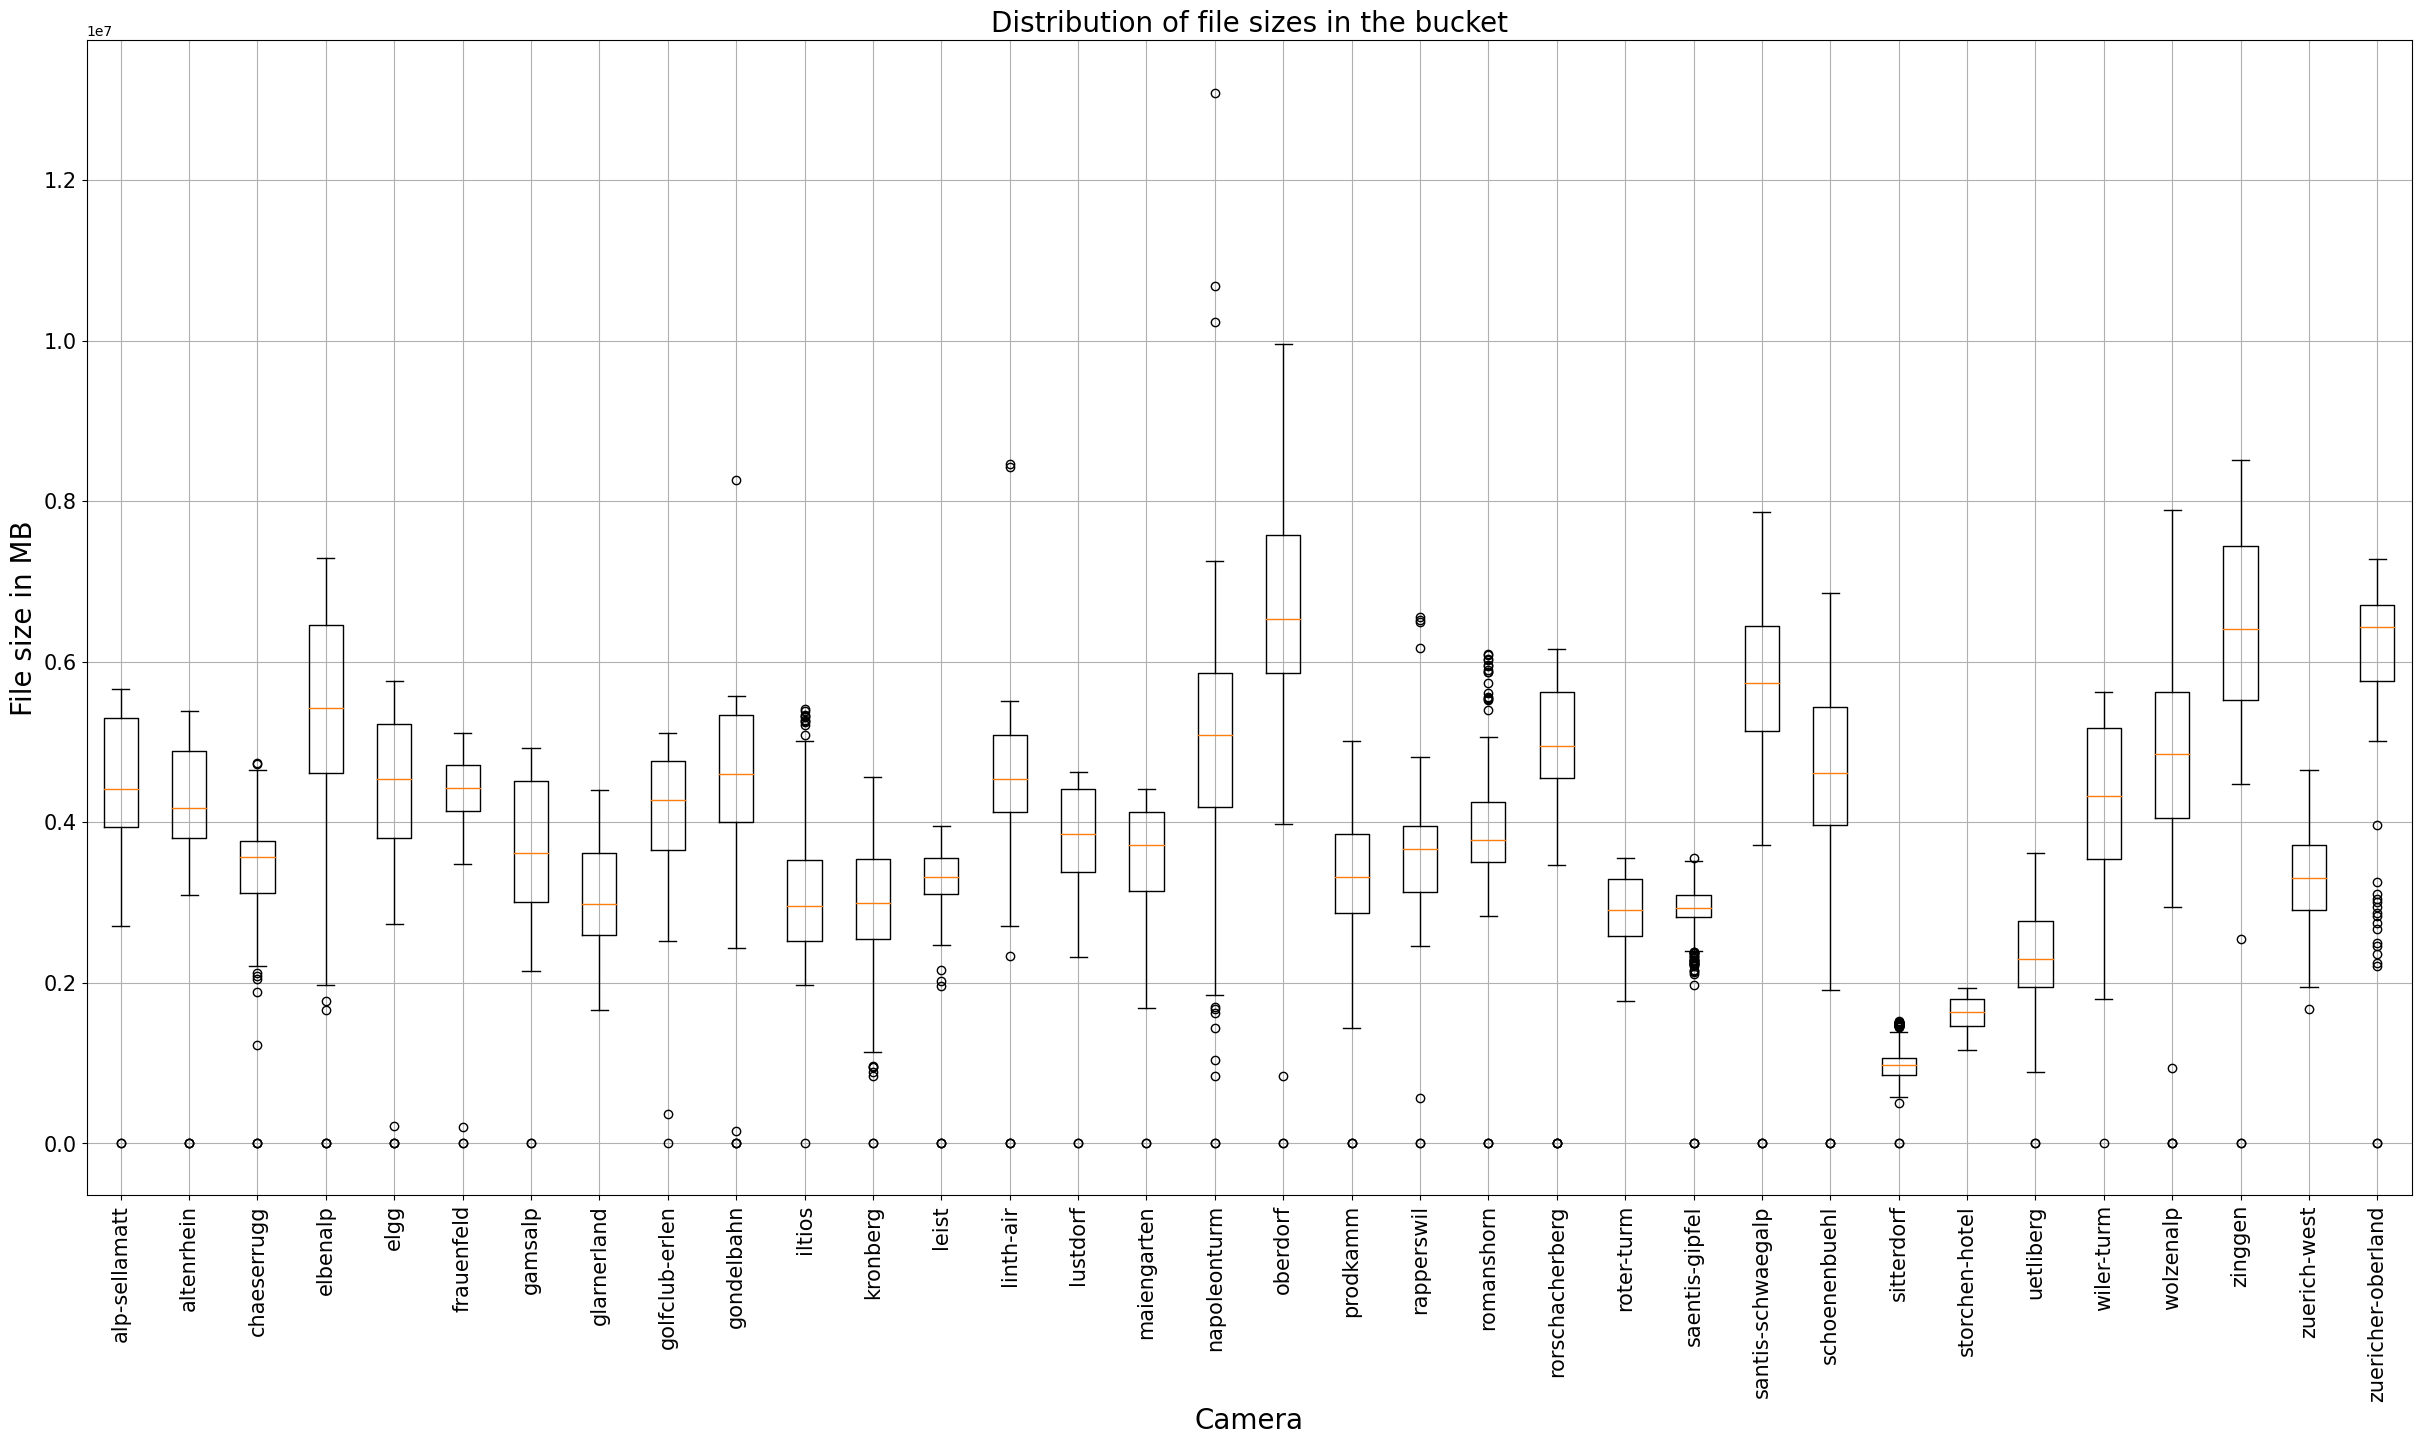 Distribution of file sizes in the bucket
1e7
1.2
1.0
0.8
0.6
0.4
0.2
0.0
File size in MB
alp-sellamatt
altenrhein
chaeserrugg
elbenalp
elgg
frauenfeld
gamsalp
glarnerland
golfclub-erlen
gondelbahn
iltios
kronberg
leist
linth-air
lustdorf
maiengarten
napoleonturm
oberdorf
prodkamm
rapperswil
romanshorn
rorschacherberg
roter-turm
saentis-gipfel
santis-schwaegalp
schoenenbuehl
sitterdorf
storchen-hotel
uetliberg
wiler-turm
wolzenalp
zinggen
zuerich-west
zuericher-oberland
Camera